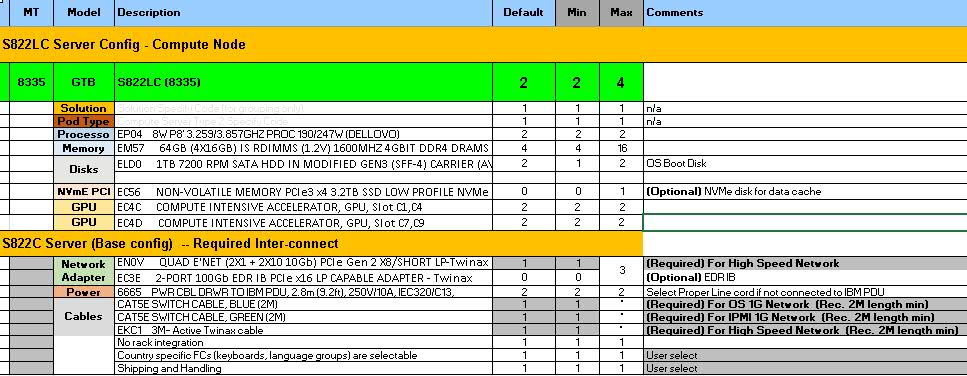 MT Model Description Default Min Max Comments
S822LC Server Config - Compute Node
8335 GTB S822LC (8335) 2 2 4
Solution Solution Specify Code (for grouping only) 1 1 1 n/a
Pod Type Compute Server Type 2 Specify Code 1 1 1 n/a
Processo EP04 8W P8' 3.259/3.857GHZ PROC 190/247W (DELLOVO) 2 2 2
Memory EM57 64GB (4X16GB) IS RDIMMS (1.2V) 1600MHZ 4GBIT DDR4 DRAMS 4 4 16
Disks ELD0 1TB 7200 RPM SATA HDD IN MODIFIED GEN3 (SFF-4) CARRIER (AV 2 1 2 OS Boot Disk
NVmE PCI EC56 NON-VOLATILE MEMORY PCIe3 x4 3.2TB SSD LOW PROFILE NVMe 0 0 1 (Optional) NVMe disk for data cache
GPU EC4C COMPUTE INTENSIVE ACCELERATOR, GPU, Slot C1,C4 2 2 2
GPU EC4D COMPUTE INTENSIVE ACCELERATOR, GPU, Slot C7,C9 2 2 2
S822C Server (Base config) -- Required Inter-connect
Network EN0V QUAD E'NET (2X1 + 2X10 10Gb) PCIe Gen 2 X8/SHORT LP-Twinax 1 1 3 (Required) For High Speed Network
Adapter EC3E 2-PORT 100Gb EDR IB PCIe x16 LP CAPABLE ADAPTER - Twinax 0 0 (Optional) EDR IB
Power 6665 PWR CBL DRWR TO IBM PDU, 2.8m (9.2ft), 250V/10A, IEC320/C13, 2 2 2 Select Proper Line cord if not connected to IBM PDU
Cables CAT5E SWITCH CABLE, BLUE (2M) 1 1 * (Required) For OS 1G Network (Rec. 2M length min)
CAT5E SWITCH CABLE, GREEN (2M) 1 1 * (Required) For IPMI 1G Network (Rec. 2M length min)
EKC1 3M- Active Twinax cable 1 1 * (Required) For High Speed Network (Rec. 2M length min)
No rack integration 1 1 1
Country specific FCs (keyboards, language groups) are selectable 1 1 1 User select
Shipping and Handling 1 1 1 User select